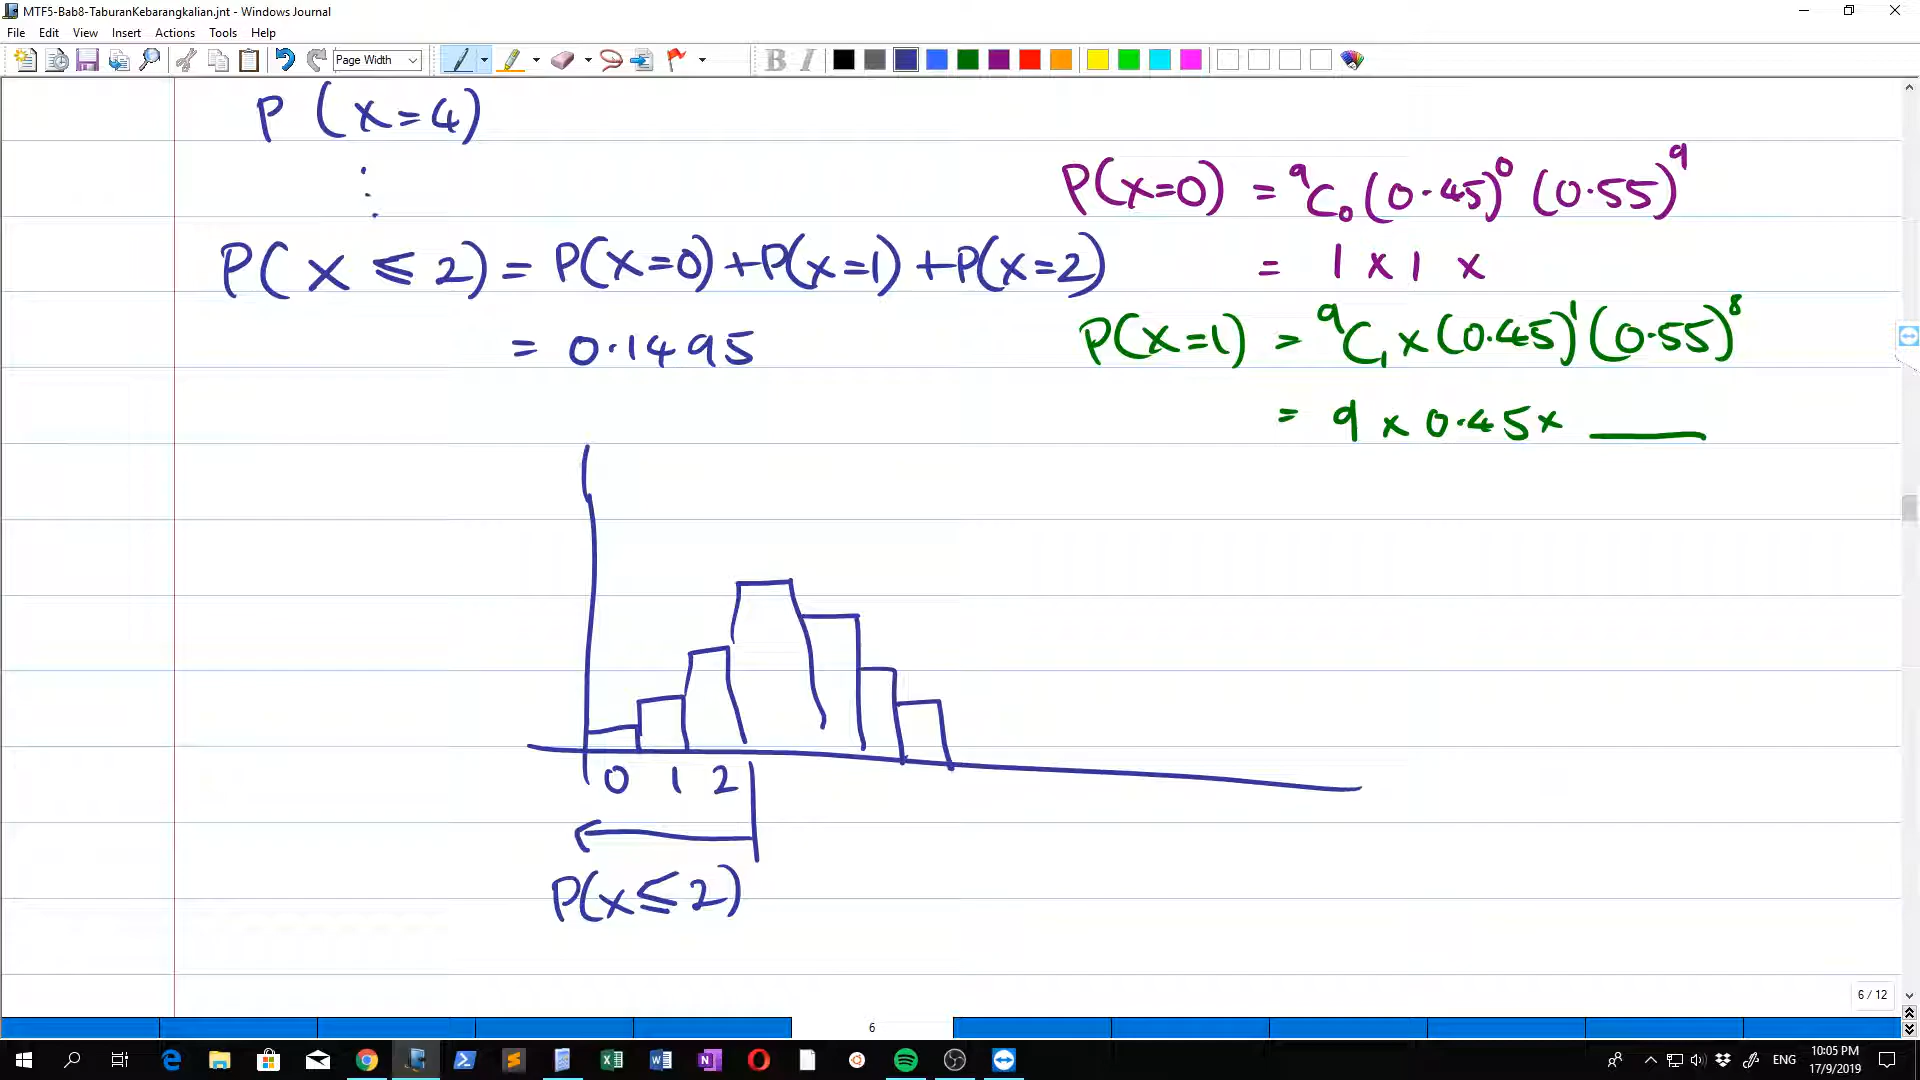 MTF5-Bab8-TaburanKebarangkalian.jnt - Windows Journal
File Edit View Insert Actions Tools Help
Page Width B I
P (X=4)
⋮
P(X ≤ 2) = P(X=0)+P(X=1)+P(X=2)
= 0.1495
P(X=0) = ⁹C₀(0.45)⁰(0.55)⁹
= 1 × 1 ×
P(X=1) = ⁹C₁×(0.45)¹(0.55)⁸
= 9 × 0.45× ____
0 1 2
P(X≤2)
6 / 12
6
ENG
10:05 PM
17/9/2019